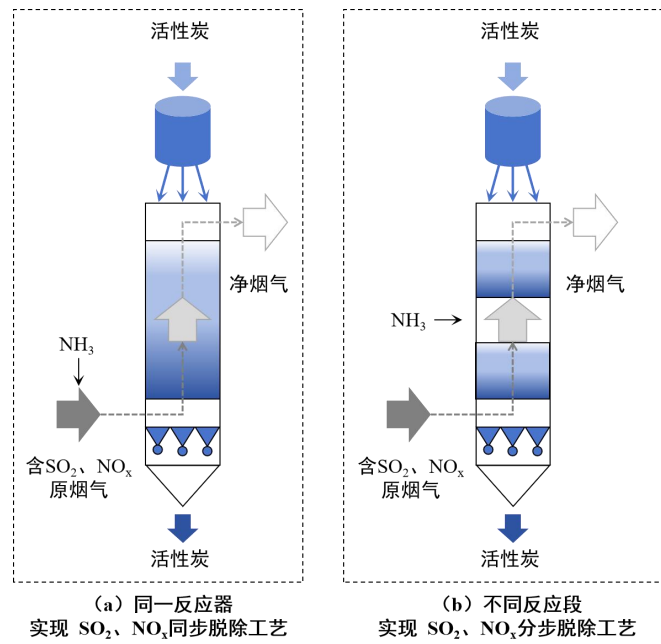 活性炭
净烟气
NH₃
含SO₂、NOₓ
原烟气
活性炭
（a）同一反应器
实现 SO₂、NOₓ同步脱除工艺
活性炭
净烟气
NH₃
含SO₂、NOₓ
原烟气
活性炭
（b）不同反应段
实现 SO₂、NOₓ分步脱除工艺